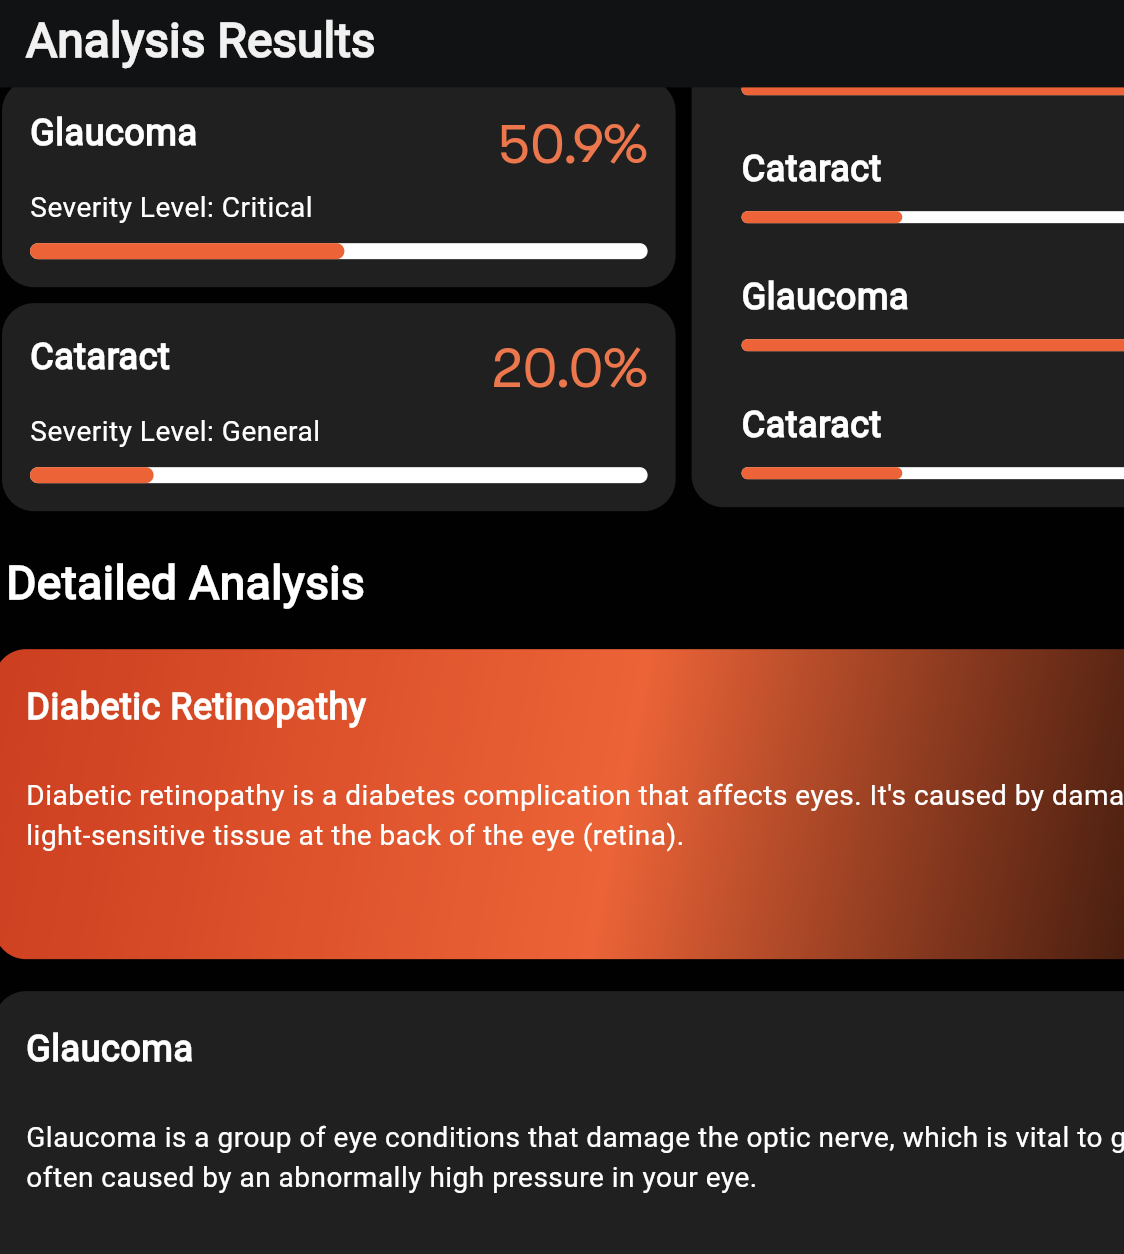 Analysis Results
Glaucoma
50.9%
Severity Level: Critical
Cataract
20.0%
Severity Level: General
Cataract
Glaucoma
Cataract
Detailed Analysis
Diabetic Retinopathy
Diabetic retinopathy is a diabetes complication that affects eyes. It's caused by
light-sensitive tissue at the back of the eye (retina).
Glaucoma
Glaucoma is a group of eye conditions that damage the optic nerve, which is vital to
often caused by an abnormally high pressure in your eye.